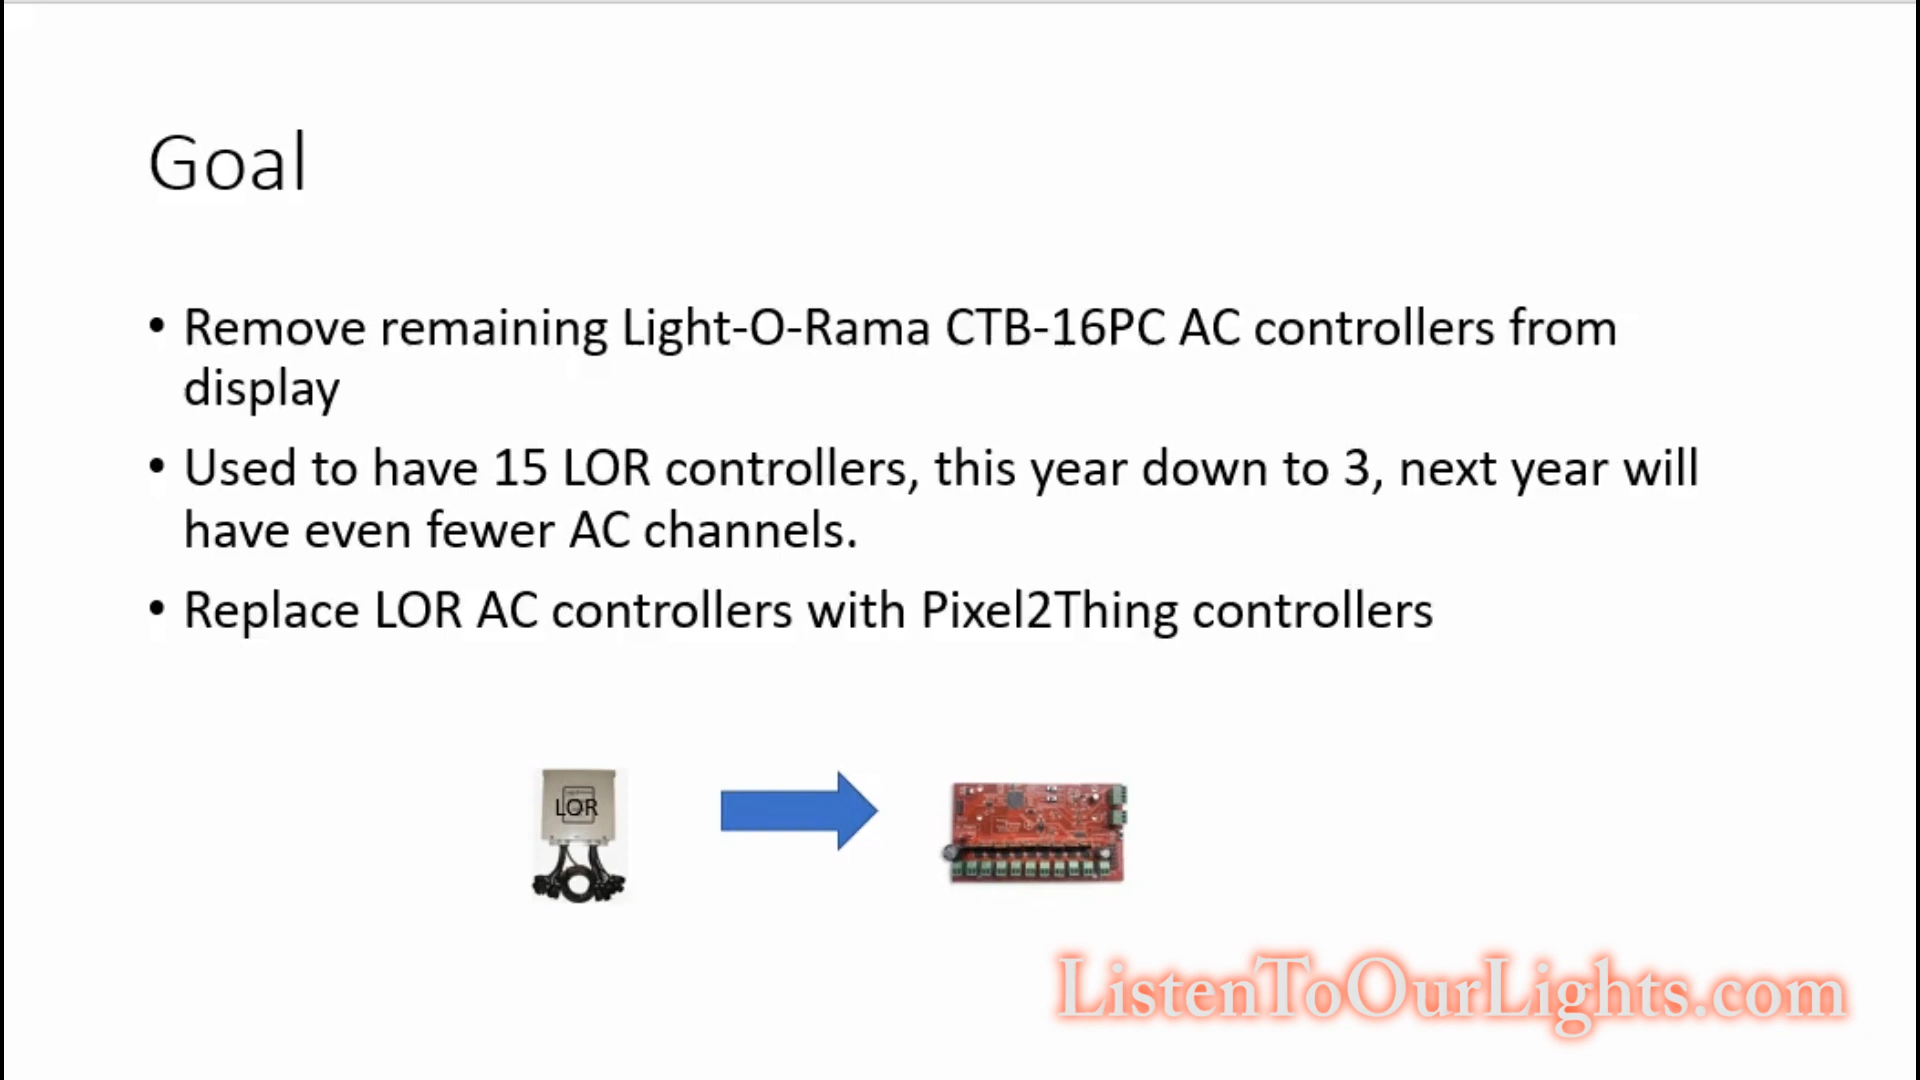 Goal
• Remove remaining Light-O-Rama CTB-16PC AC controllers from
display
• Used to have 15 LOR controllers, this year down to 3, next year will
have even fewer AC channels.
• Replace LOR AC controllers with Pixel2Thing controllers
LOR
ListenToOurLights.com